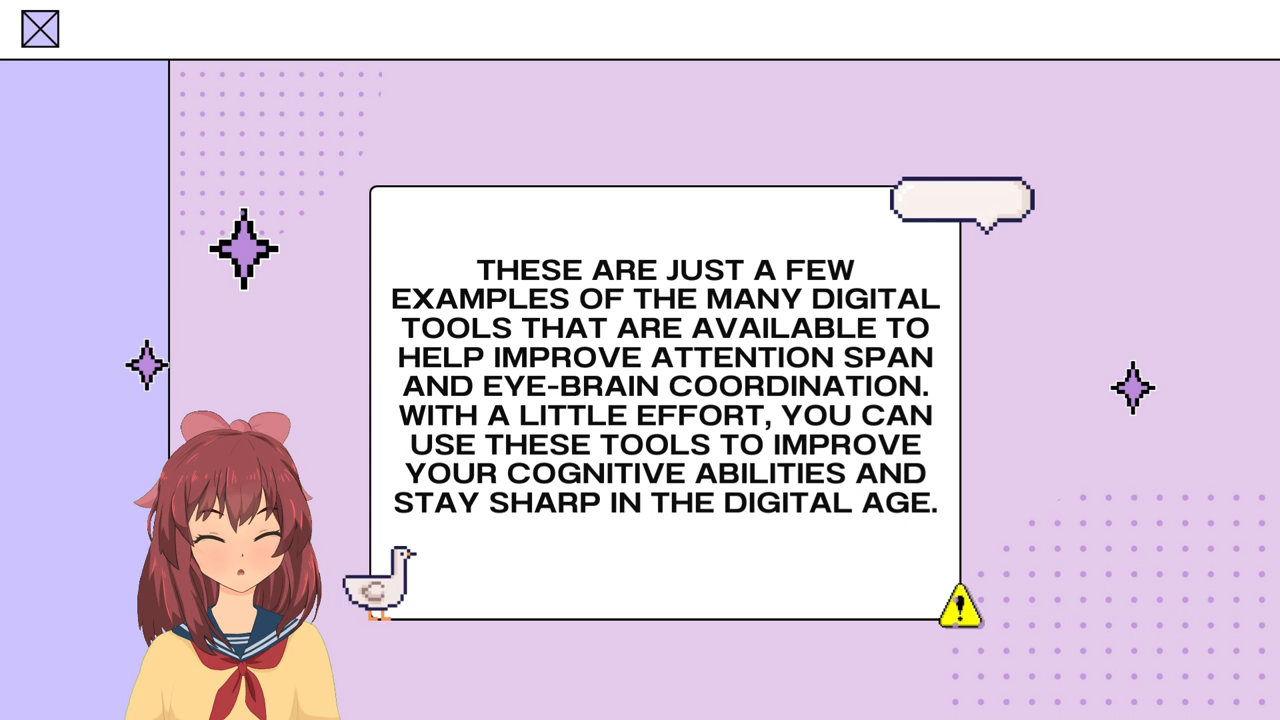 THESE ARE JUST A FEW
EXAMPLES OF THE MANY DIGITAL
TOOLS THAT ARE AVAILABLE TO
HELP IMPROVE ATTENTION SPAN
AND EYE-BRAIN COORDINATION.
WITH A LITTLE EFFORT, YOU CAN
USE THESE TOOLS TO IMPROVE
YOUR COGNITIVE ABILITIES AND
STAY SHARP IN THE DIGITAL AGE.